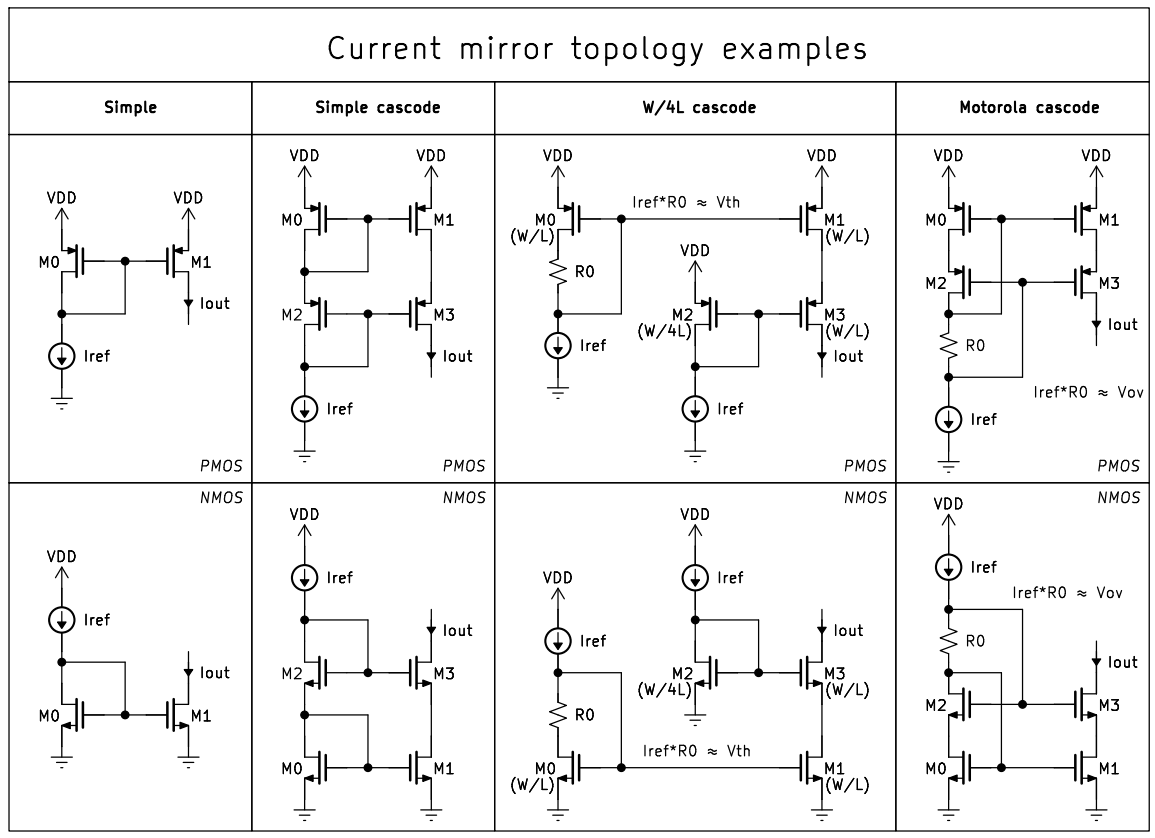 Current mirror topology examples
Simple
Simple cascode
W/4L cascode
Motorola cascode
VDD
VDD
M0
M1
Iout
Iref
PMOS
VDD
VDD
M0
M1
M2
M3
Iout
Iref
PMOS
VDD
VDD
Iref*R0 ≈ Vth
M0
(W/L)
M1
(W/L)
R0
VDD
M2
(W/4L)
M3
(W/L)
Iref
Iout
Iref
PMOS
VDD
VDD
M0
M1
M2
M3
Iout
R0
Iref*R0 ≈ Vov
Iref
PMOS
NMOS
VDD
Iref
Iout
M0
M1
NMOS
VDD
Iref
Iout
M2
M3
M0
M1
NMOS
VDD
Iref
VDD
Iref
Iout
M2
(W/4L)
M3
(W/L)
R0
Iref*R0 ≈ Vth
M0
(W/L)
M1
(W/L)
NMOS
VDD
Iref
Iref*R0 ≈ Vov
R0
Iout
M2
M3
M0
M1